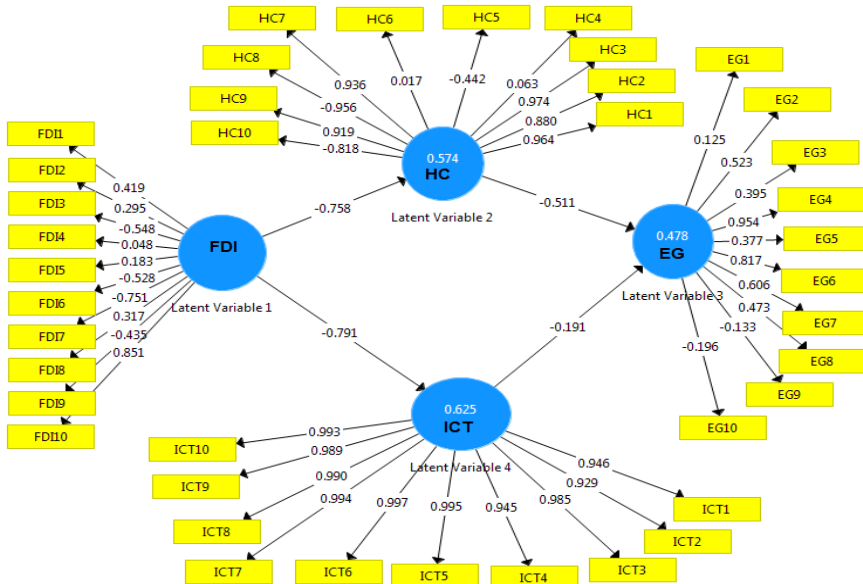 HC7
HC6
HC5
HC4
HC8
HC3
HC9
HC2
HC10
HC1
0.936
0.017
-0.442
0.063
-0.956
0.974
0.919
0.880
-0.818
0.964
0.574
HC
Latent Variable 2
EG1
EG2
EG3
EG4
EG5
EG6
EG7
EG8
EG9
EG10
0.125
0.523
0.395
0.954
0.377
0.817
0.606
0.473
-0.133
-0.196
0.478
EG
Latent Variable 3
FDI1
FDI2
FDI3
FDI4
FDI5
FDI6
FDI7
FDI8
FDI9
FDI10
0.419
0.295
-0.548
0.048
0.183
-0.528
-0.751
0.317
-0.435
0.851
FDI
Latent Variable 1
-0.758
-0.511
-0.791
-0.191
0.625
ICT
Latent Variable 4
0.993
0.989
0.990
0.994
0.997
0.995
0.945
0.985
0.929
0.946
ICT10
ICT9
ICT8
ICT7
ICT6
ICT5
ICT4
ICT3
ICT2
ICT1